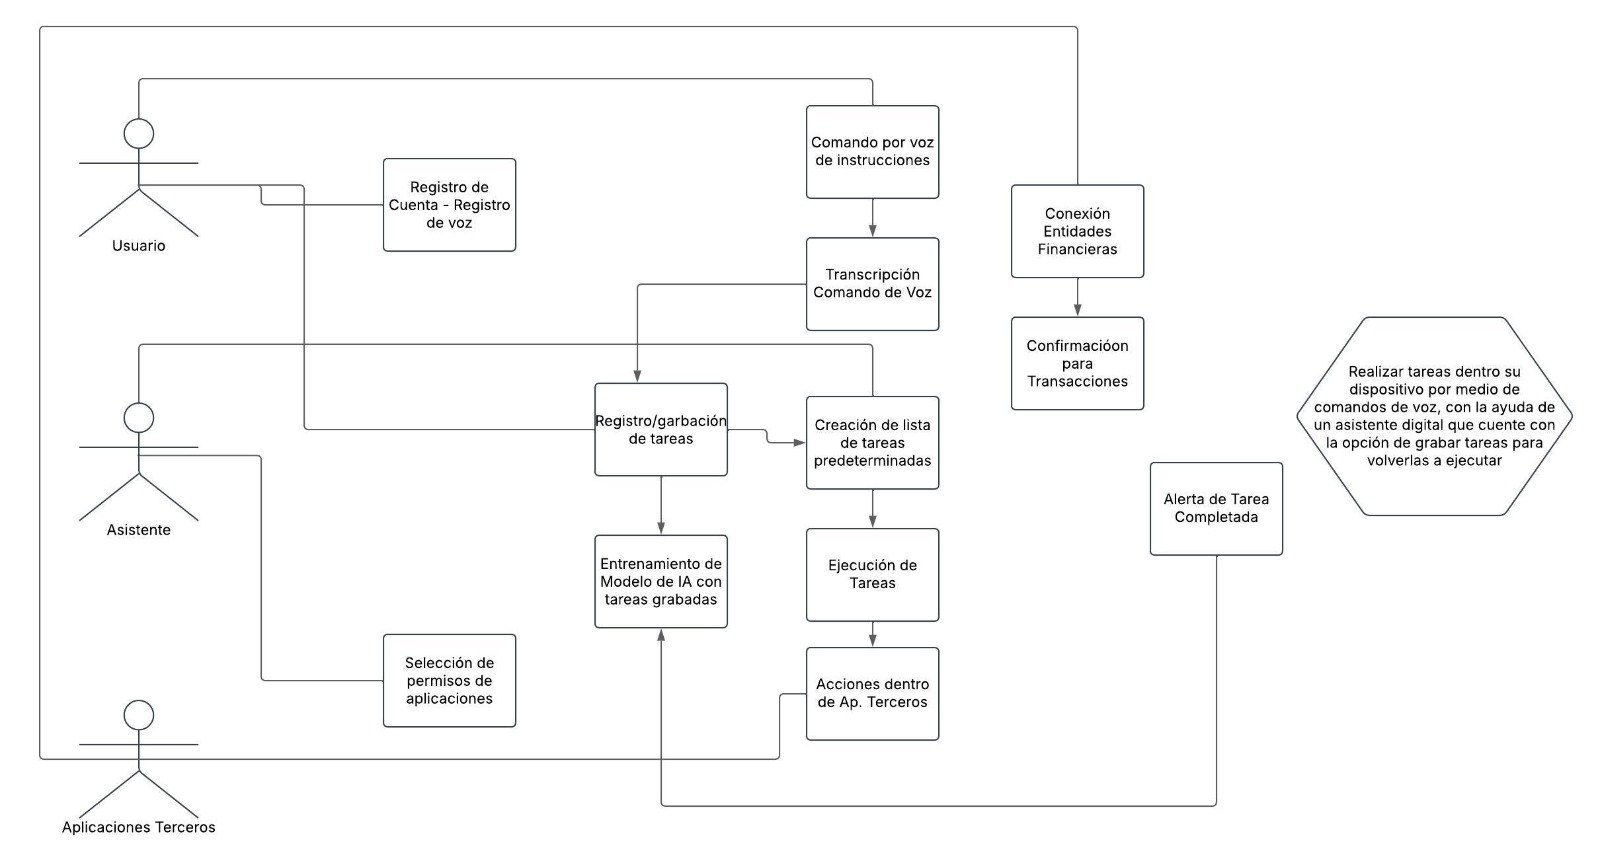 Comando por voz
de instrucciones
Registro de
Cuenta - Registro
de voz
Usuario
Conexión
Entidades
Financieras
Transcripción
Comando de Voz
Confirmacióon
para
Transacciones
Realizar tareas dentro su
dispositivo por medio de
comandos de voz, con la ayuda de
un asistente digital que cuente con
la opción de grabar tareas para
volverlas a ejecutar
Registro/garbación
de tareas
Creación de lista
de tareas
predeterminadas
Asistente
Alerta de Tarea
Completada
Entrenamiento de
Modelo de IA con
tareas grabadas
Ejecución de
Tareas
Selección de
permisos de
aplicaciones
Acciones dentro
de Ap. Terceros
Aplicaciones Terceros